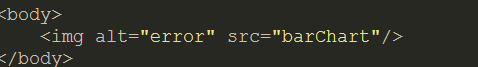 <body>
<img alt="error" src="barChart"/>
</body>